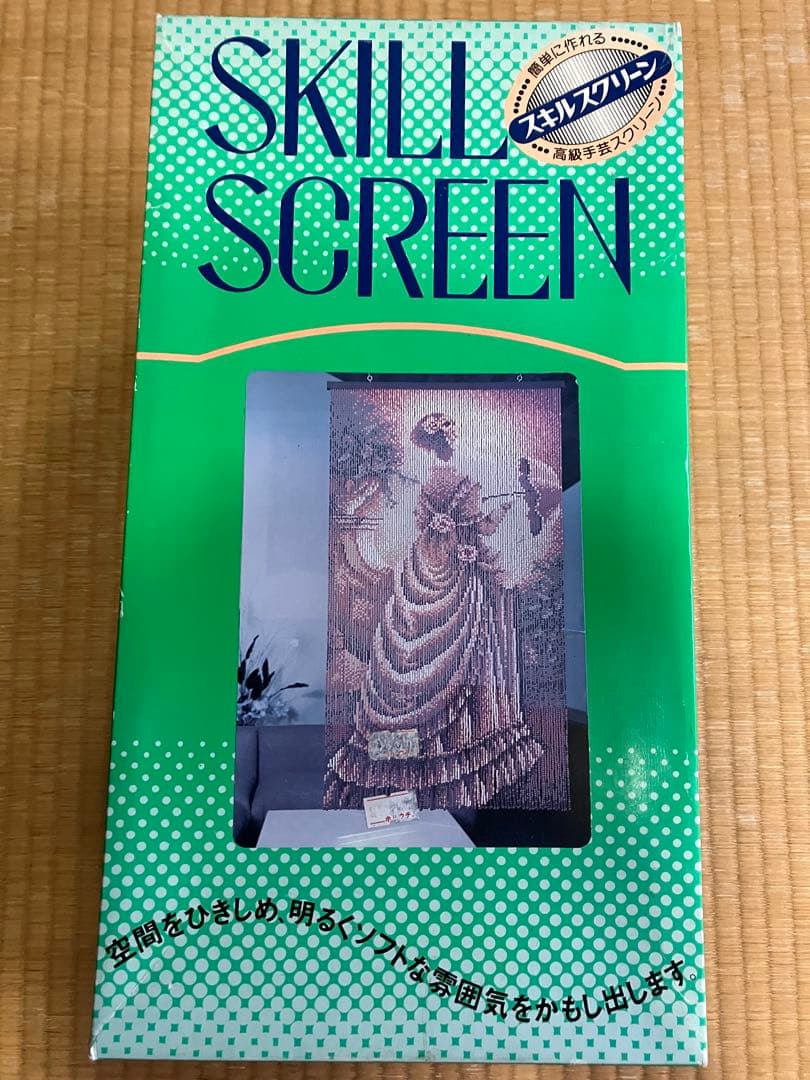 SKILL
SCREEN
簡単に作れる
スキルスクリーン
高級手芸スクリーン
空間をひきしめ、明るくソフトな雰囲気をかもし出します。